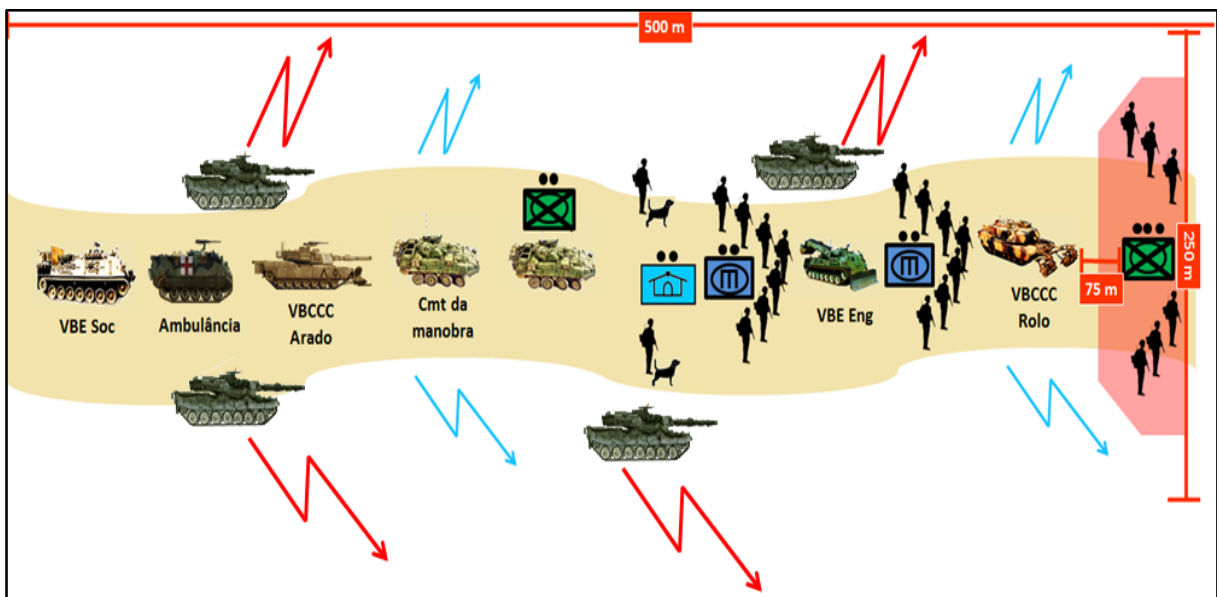 500 m
VBE Soc
Ambulância
VBCCC
Arado
Cmt da
manobra
VBE Eng
VBCCC
Rolo
75 m
250 m